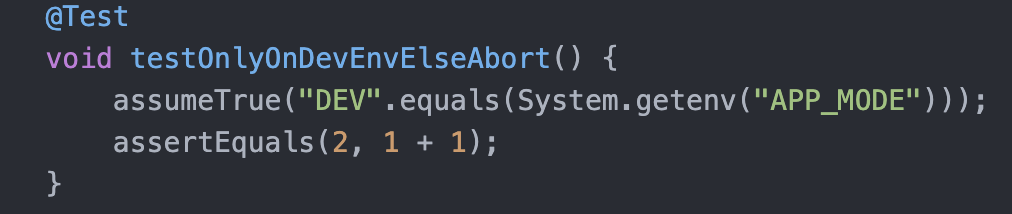 @Test
void testOnlyOnDevEnvElseAbort() {
    assumeTrue("DEV".equals(System.getenv("APP_MODE")));
    assertEquals(2, 1 + 1);
}